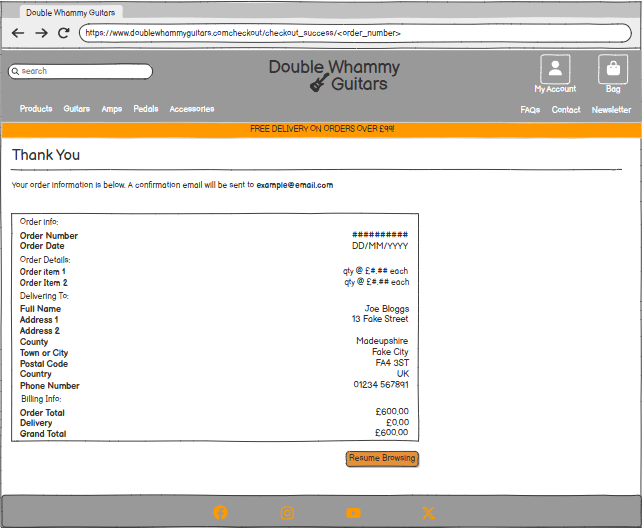 Double Whammy Guitars
https://www.doublewhammyguitars.comcheckout/checkout_success/<order_number>
search
Double Whammy
Guitars
My Account Bag
Products Guitars Amps Pedals Accessories FAQs Contact Newsletter
FREE DELIVERY ON ORDERS OVER £99!
Thank You
Your order information is below. A confirmation email will be sent to example@email.com
Order info:
Order Number ##########
Order Date DD/MM/YYYY
Order Details:
Order item 1 qty @ £#.## each
Order Item 2 qty @ £#.## each
Delivering To:
Full Name Joe Bloggs
Address 1 13 Fake Street
Address 2
County Madeupshire
Town or City Fake City
Postal Code FA4 3ST
Country UK
Phone Number 01234 567891
Billing Info:
Order Total £600.00
Delivery £0.00
Grand Total £600.00
Resume Browsing